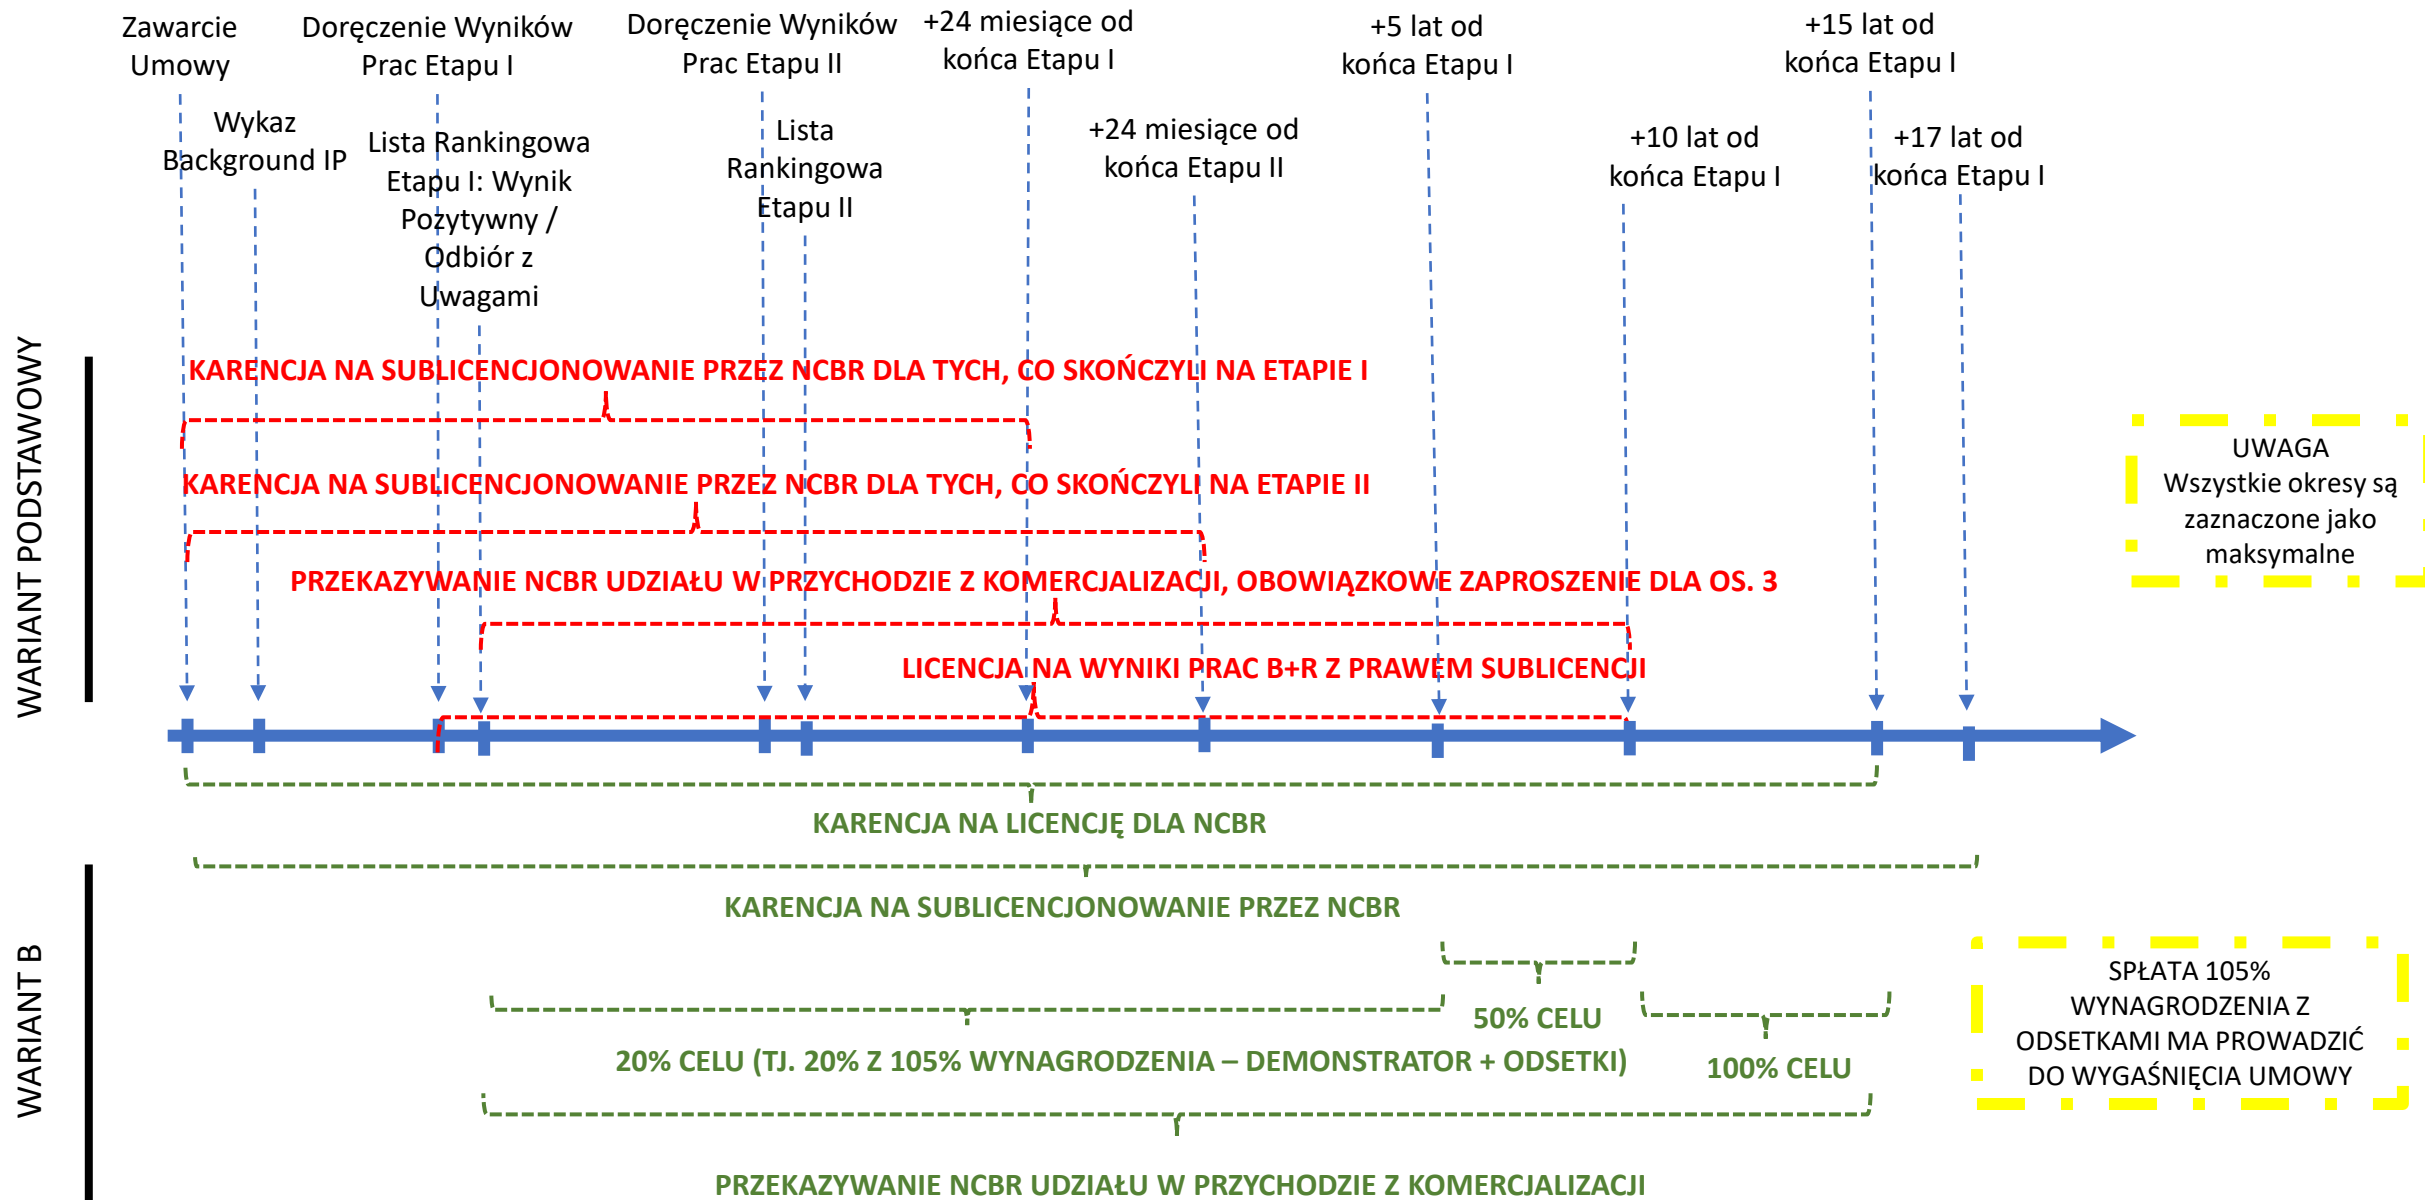 Zawarcie
Umowy
Doręczenie Wyników
Prac Etapu I
Doręczenie Wyników
Prac Etapu II
+24 miesiące od
końca Etapu I
+5 lat od
końca Etapu I
+15 lat od
końca Etapu I
Wykaz
Background IP
Lista Rankingowa
Etapu I: Wynik
Pozytywny /
Odbiór z
Uwagami
Lista
Rankingowa
Etapu II
+24 miesiące od
końca Etapu II
+10 lat od
końca Etapu I
+17 lat od
końca Etapu I
WARIANT PODSTAWOWY
KARENCJA NA SUBLICENCJONOWANIE PRZEZ NCBR DLA TYCH, CO SKOŃCZYLI NA ETAPIE I
KARENCJA NA SUBLICENCJONOWANIE PRZEZ NCBR DLA TYCH, CO SKOŃCZYLI NA ETAPIE II
PRZEKAZYWANIE NCBR UDZIAŁU W PRZYCHODZIE Z KOMERCJALIZACJI, OBOWIĄZKOWE ZAPROSZENIE DLA OS. 3
LICENCJA NA WYNIKI PRAC B+R Z PRAWEM SUBLICENCJI
UWAGA
Wszystkie okresy są
zaznaczone jako
maksymalne
WARIANT B
KARENCJA NA LICENCJĘ DLA NCBR
KARENCJA NA SUBLICENCJONOWANIE PRZEZ NCBR
50% CELU
20% CELU (TJ. 20% Z 105% WYNAGRODZENIA – DEMONSTRATOR + ODSETKI)
100% CELU
PRZEKAZYWANIE NCBR UDZIAŁU W PRZYCHODZIE Z KOMERCJALIZACJI
SPŁATA 105%
WYNAGRODZENIA Z
ODSETKAMI MA PROWADZIĆ
DO WYGAŚNIĘCIA UMOWY